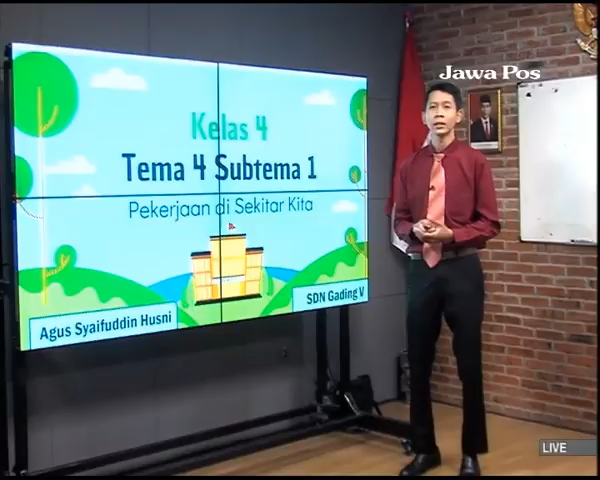 Jawa Pos
Kelas 4
Tema 4 Subtema 1
Pekerjaan di Sekitar Kita
SDN Gading V
Agus Syaifuddin Husni
LIVE